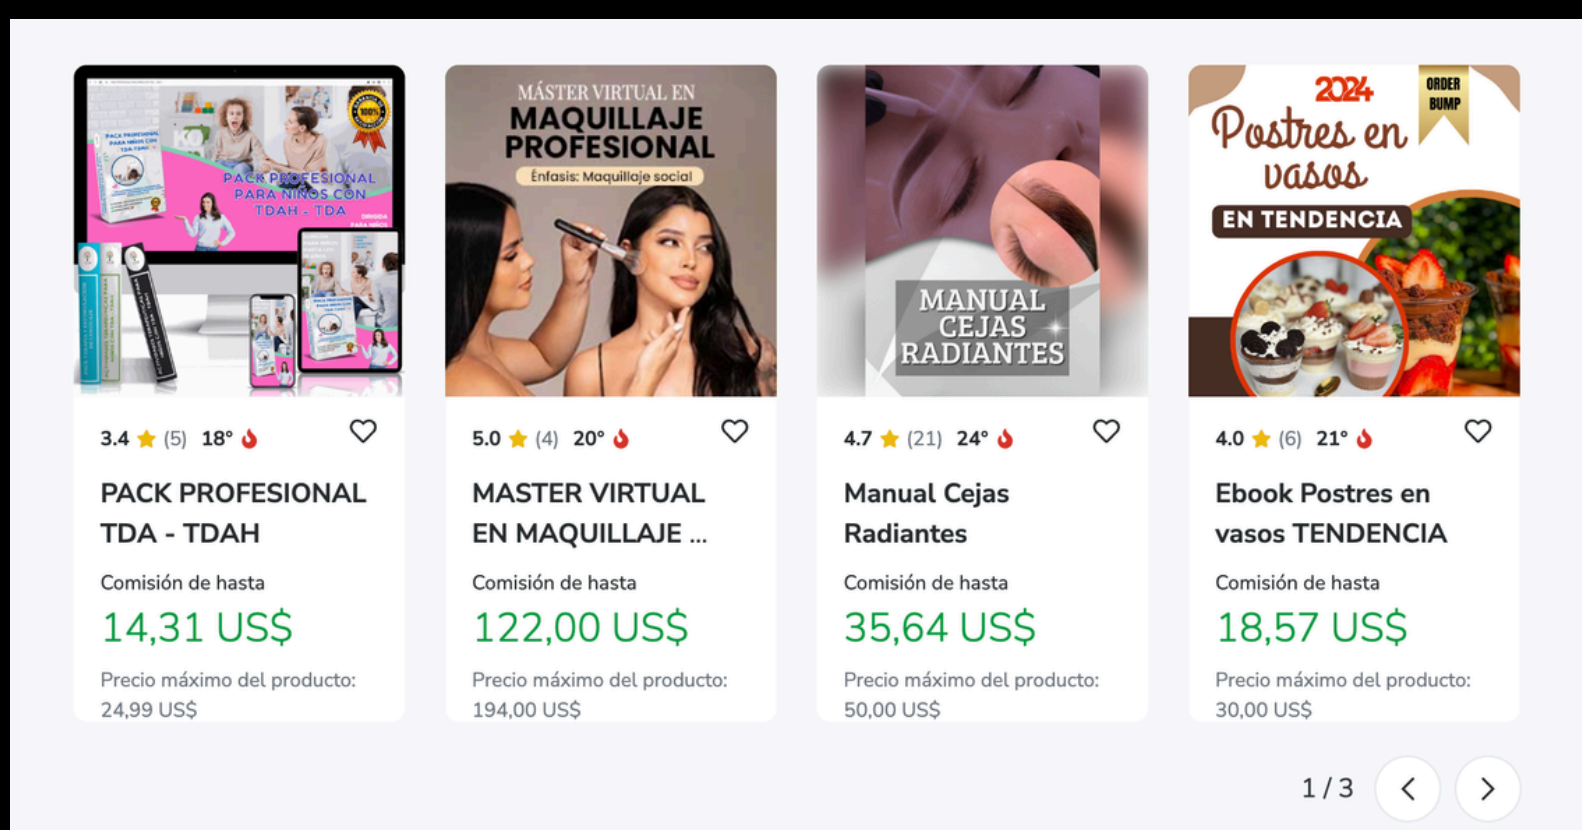 PACK PROFESIONAL
PARA NIÑOS CON
TDAH - TDA
DIRIGIDA
PARA NIÑOS
100%
MÁSTER VIRTUAL EN
MAQUILLAJE
PROFESIONAL
Énfasis: Maquillaje social
MANUAL
CEJAS
RADIANTES
2024
ORDER
BUMP
Postres en
vasos
EN TENDENCIA
3.4 (5) 18°
PACK PROFESIONAL
TDA - TDAH
Comisión de hasta
14,31 US$
Precio máximo del producto:
24,99 US$
5.0 (4) 20°
MASTER VIRTUAL
EN MAQUILLAJE ...
Comisión de hasta
122,00 US$
Precio máximo del producto:
194,00 US$
4.7 (21) 24°
Manual Cejas
Radiantes
Comisión de hasta
35,64 US$
Precio máximo del producto:
50,00 US$
4.0 (6) 21°
Ebook Postres en
vasos TENDENCIA
Comisión de hasta
18,57 US$
Precio máximo del producto:
30,00 US$
1 / 3